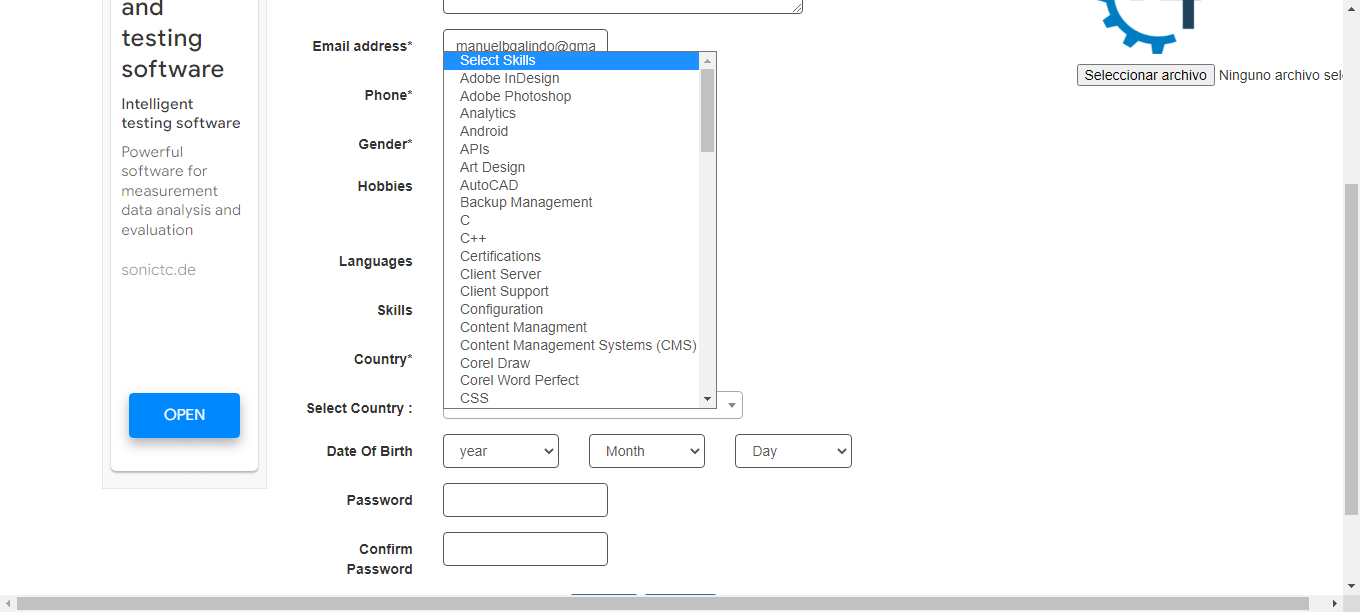 and
testing
software
Intelligent
testing software
Powerful
software for
measurement
data analysis and
evaluation
sonictc.de
OPEN
Email address*
manuelbgalindo@gma
Phone*
Gender*
Hobbies
Languages
Skills
Country*
Select Country :
Select Skills
Adobe InDesign
Adobe Photoshop
Analytics
Android
APIs
Art Design
AutoCAD
Backup Management
C
C++
Certifications
Client Server
Client Support
Configuration
Content Managment
Content Management Systems (CMS)
Corel Draw
Corel Word Perfect
CSS
Date Of Birth year Month Day
Password
Confirm
Password
Seleccionar archivo Ninguno archivo sel